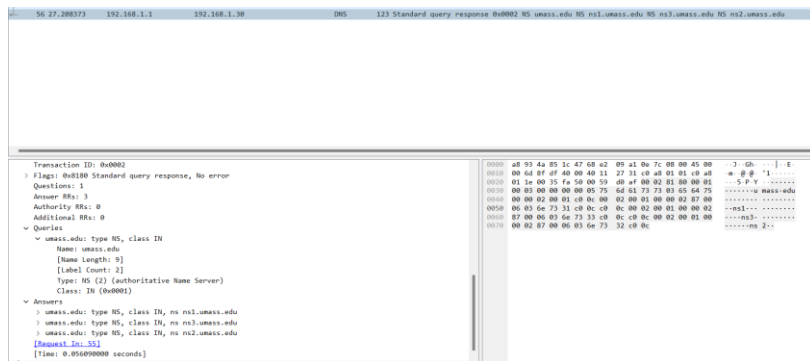 56 27.208373 192.168.1.1 192.168.1.30 DNS 123 Standard query response 0x0002 NS umass.edu NS ns1.umass.edu NS ns3.umass.edu NS ns2.umass.edu
Transaction ID: 0x0002
> Flags: 0x8180 Standard query response, No error
Questions: 1
Answer RRs: 3
Authority RRs: 0
Additional RRs: 0
Queries
umass.edu: type NS, class IN
Name: umass.edu
[Name Length: 9]
[Label Count: 2]
Type: NS (2) (authoritative Name Server)
Class: IN (0x0001)
Answers
> umass.edu: type NS, class IN, ns ns1.umass.edu
> umass.edu: type NS, class IN, ns ns3.umass.edu
> umass.edu: type NS, class IN, ns ns2.umass.edu
[Request In: 55]
[Time: 0.056090000 seconds]
0000 a8 93 4a 85 1c 47 68 e2 09 a1 0e 7c 08 00 45 00
0010 00 6d 8f df 40 00 40 11 27 31 c0 a8 01 01 c0 a8
0020 01 1e 00 35 fa 50 00 59 d0 af 00 02 81 80 00 01
0030 00 03 00 00 00 00 05 75 6d 61 73 73 03 65 64 75
0040 00 00 02 00 01 c0 0c 00 02 00 01 00 00 02 87 00
0050 06 03 6e 73 31 c0 0c c0 0c 00 02 00 01 00 00 02
0060 87 00 06 03 6e 73 33 c0 0c c0 0c 00 02 00 01 00
0070 00 02 87 00 06 03 6e 73 32 c0 0c